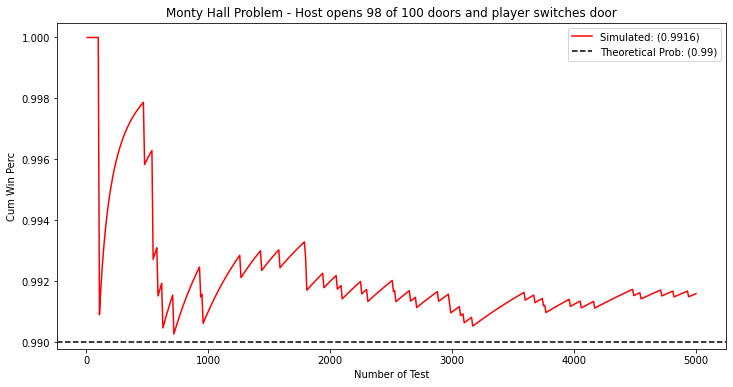 Monty Hall Problem - Host opens 98 of 100 doors and player switches door
Simulated: (0.9916)
Theoretical Prob: (0.99)
Cum Win Perc
1.000
0.998
0.996
0.994
0.992
0.990
0 1000 2000 3000 4000 5000
Number of Test